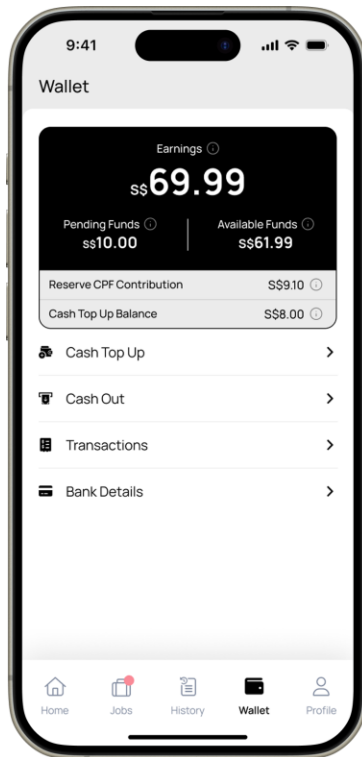 9:41
Wallet
Earnings
S$69.99
Pending Funds Available Funds
S$10.00 S$61.99
Reserve CPF Contribution S$9.10
Cash Top Up Balance S$8.00
Cash Top Up
Cash Out
Transactions
Bank Details
Home Jobs History Wallet Profile